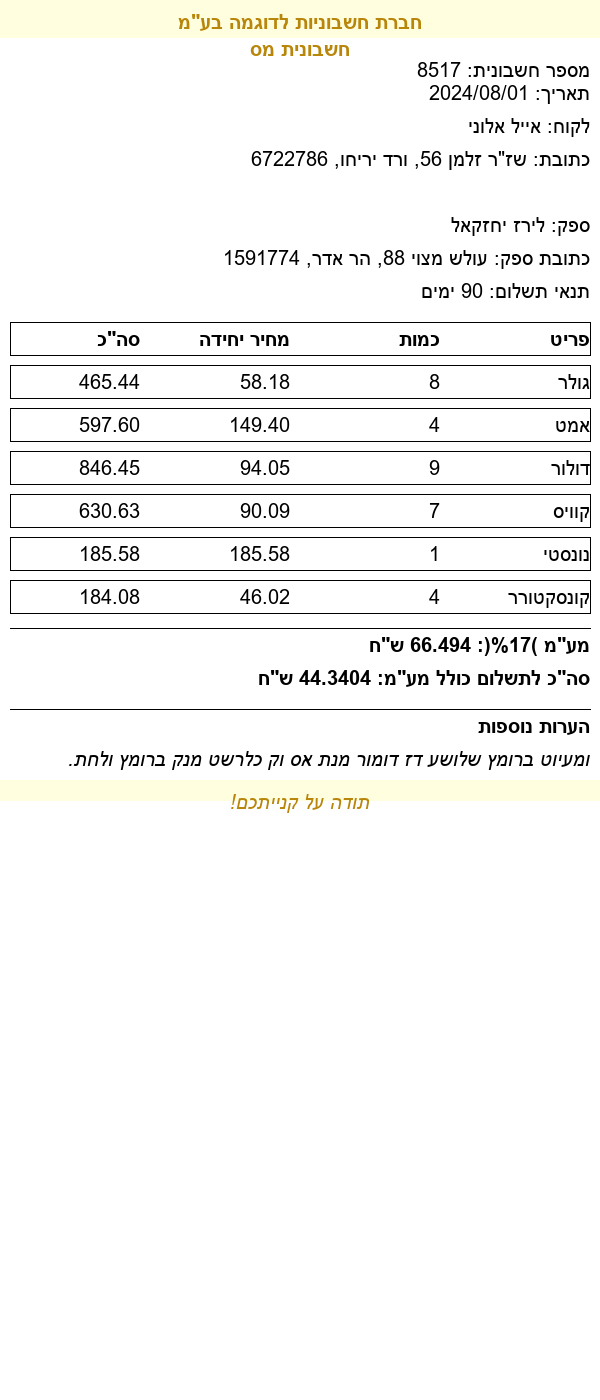 חברת חשבוניות לדוגמה בע"מ
חשבונית מס
מספר חשבונית: 8517
תאריך: 2024/08/01
לקוח: אייל אלוני
כתובת: שז"ר זלמן 56, ורד יריחו, 6722786
ספק: לירז יחזקאל
כתובת ספק: עולש מצוי 88, הר אדר, 1591774
תנאי תשלום: 90 ימים
פריט כמות מחיר יחידה סה"כ
גולר 8 58.18 465.44
אמט 4 149.40 597.60
דולור 9 94.05 846.45
קוויס 7 90.09 630.63
נונסטי 1 185.58 185.58
קונסקטורר 4 46.02 184.08
מע"מ )17%(: 66.494 ש"ח
סה"כ לתשלום כולל מע"מ: 44.3404 ש"ח
הערות נוספות
ומעיוט ברומץ שלושע דז דומור מנת אס וק כלרשט מנק ברומץ ולחת.
תודה על קנייתכם!